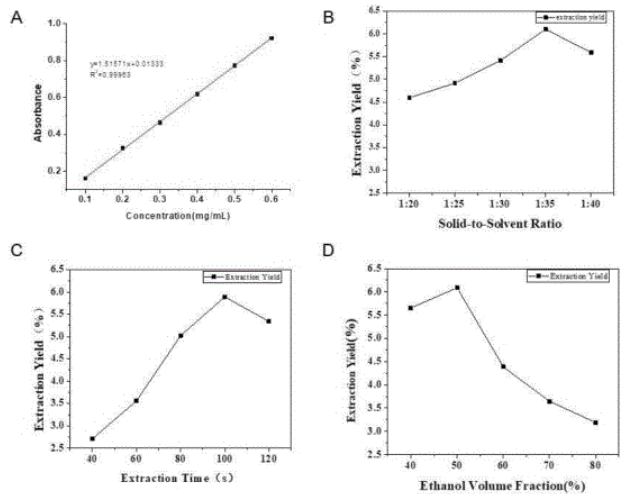 A
1.0
0.8
0.6
0.4
0.2
Absorbance
y=1.51571x+0.01333
R²=0.99963
0.1 0.2 0.3 0.4 0.5 0.6
Concentration(mg/mL)
B
extraction yield
6.5
6.0
5.5
5.0
4.5
4.0
3.5
3.0
2.5
Extraction Yield (%)
1:20 1:25 1:30 1:35 1:40
Solid-to-Solvent Ratio
C
Extraction Yield
6.5
6.0
5.5
5.0
4.5
4.0
3.5
3.0
2.5
Extraction Yield (%)
40 60 80 100 120
Extraction Time (s)
D
Extraction Yield
6.5
6.0
5.5
5.0
4.5
4.0
3.5
3.0
2.5
Extraction Yield(%)
40 50 60 70 80
Ethanol Volume Fraction(%)